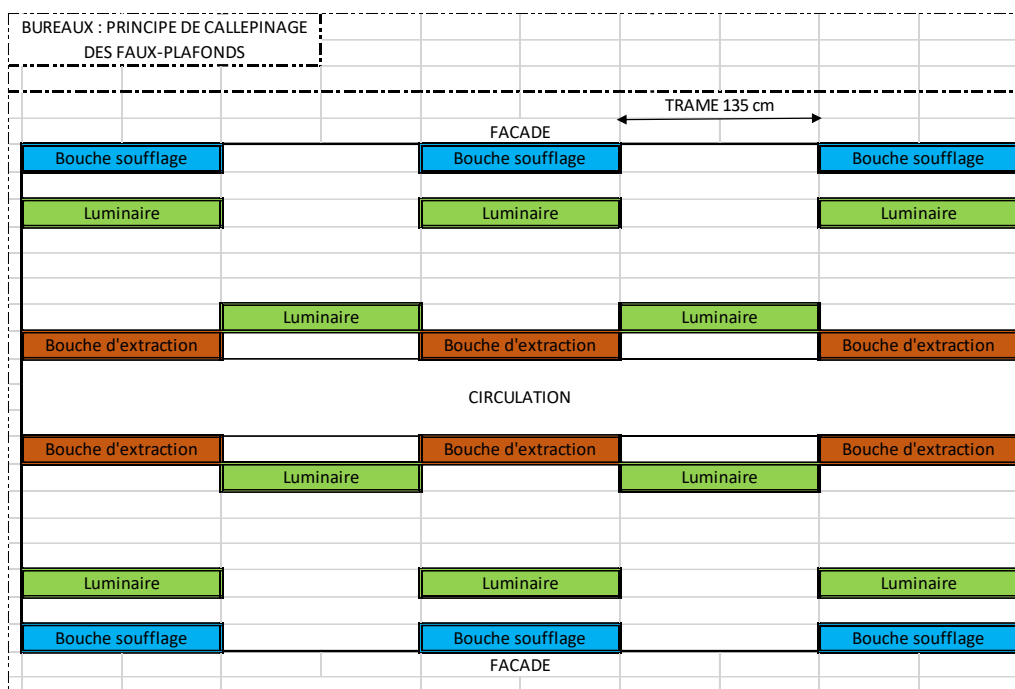 BUREAUX : PRINCIPE DE CALLEPINAGE
DES FAUX-PLAFONDS
TRAME 135 cm
FACADE
Bouche soufflage Bouche soufflage Bouche soufflage
Luminaire Luminaire Luminaire
Luminaire Luminaire
Bouche d'extraction Bouche d'extraction Bouche d'extraction
CIRCULATION
Bouche d'extraction Bouche d'extraction Bouche d'extraction
Luminaire Luminaire
Luminaire Luminaire Luminaire
Bouche soufflage Bouche soufflage Bouche soufflage
FACADE